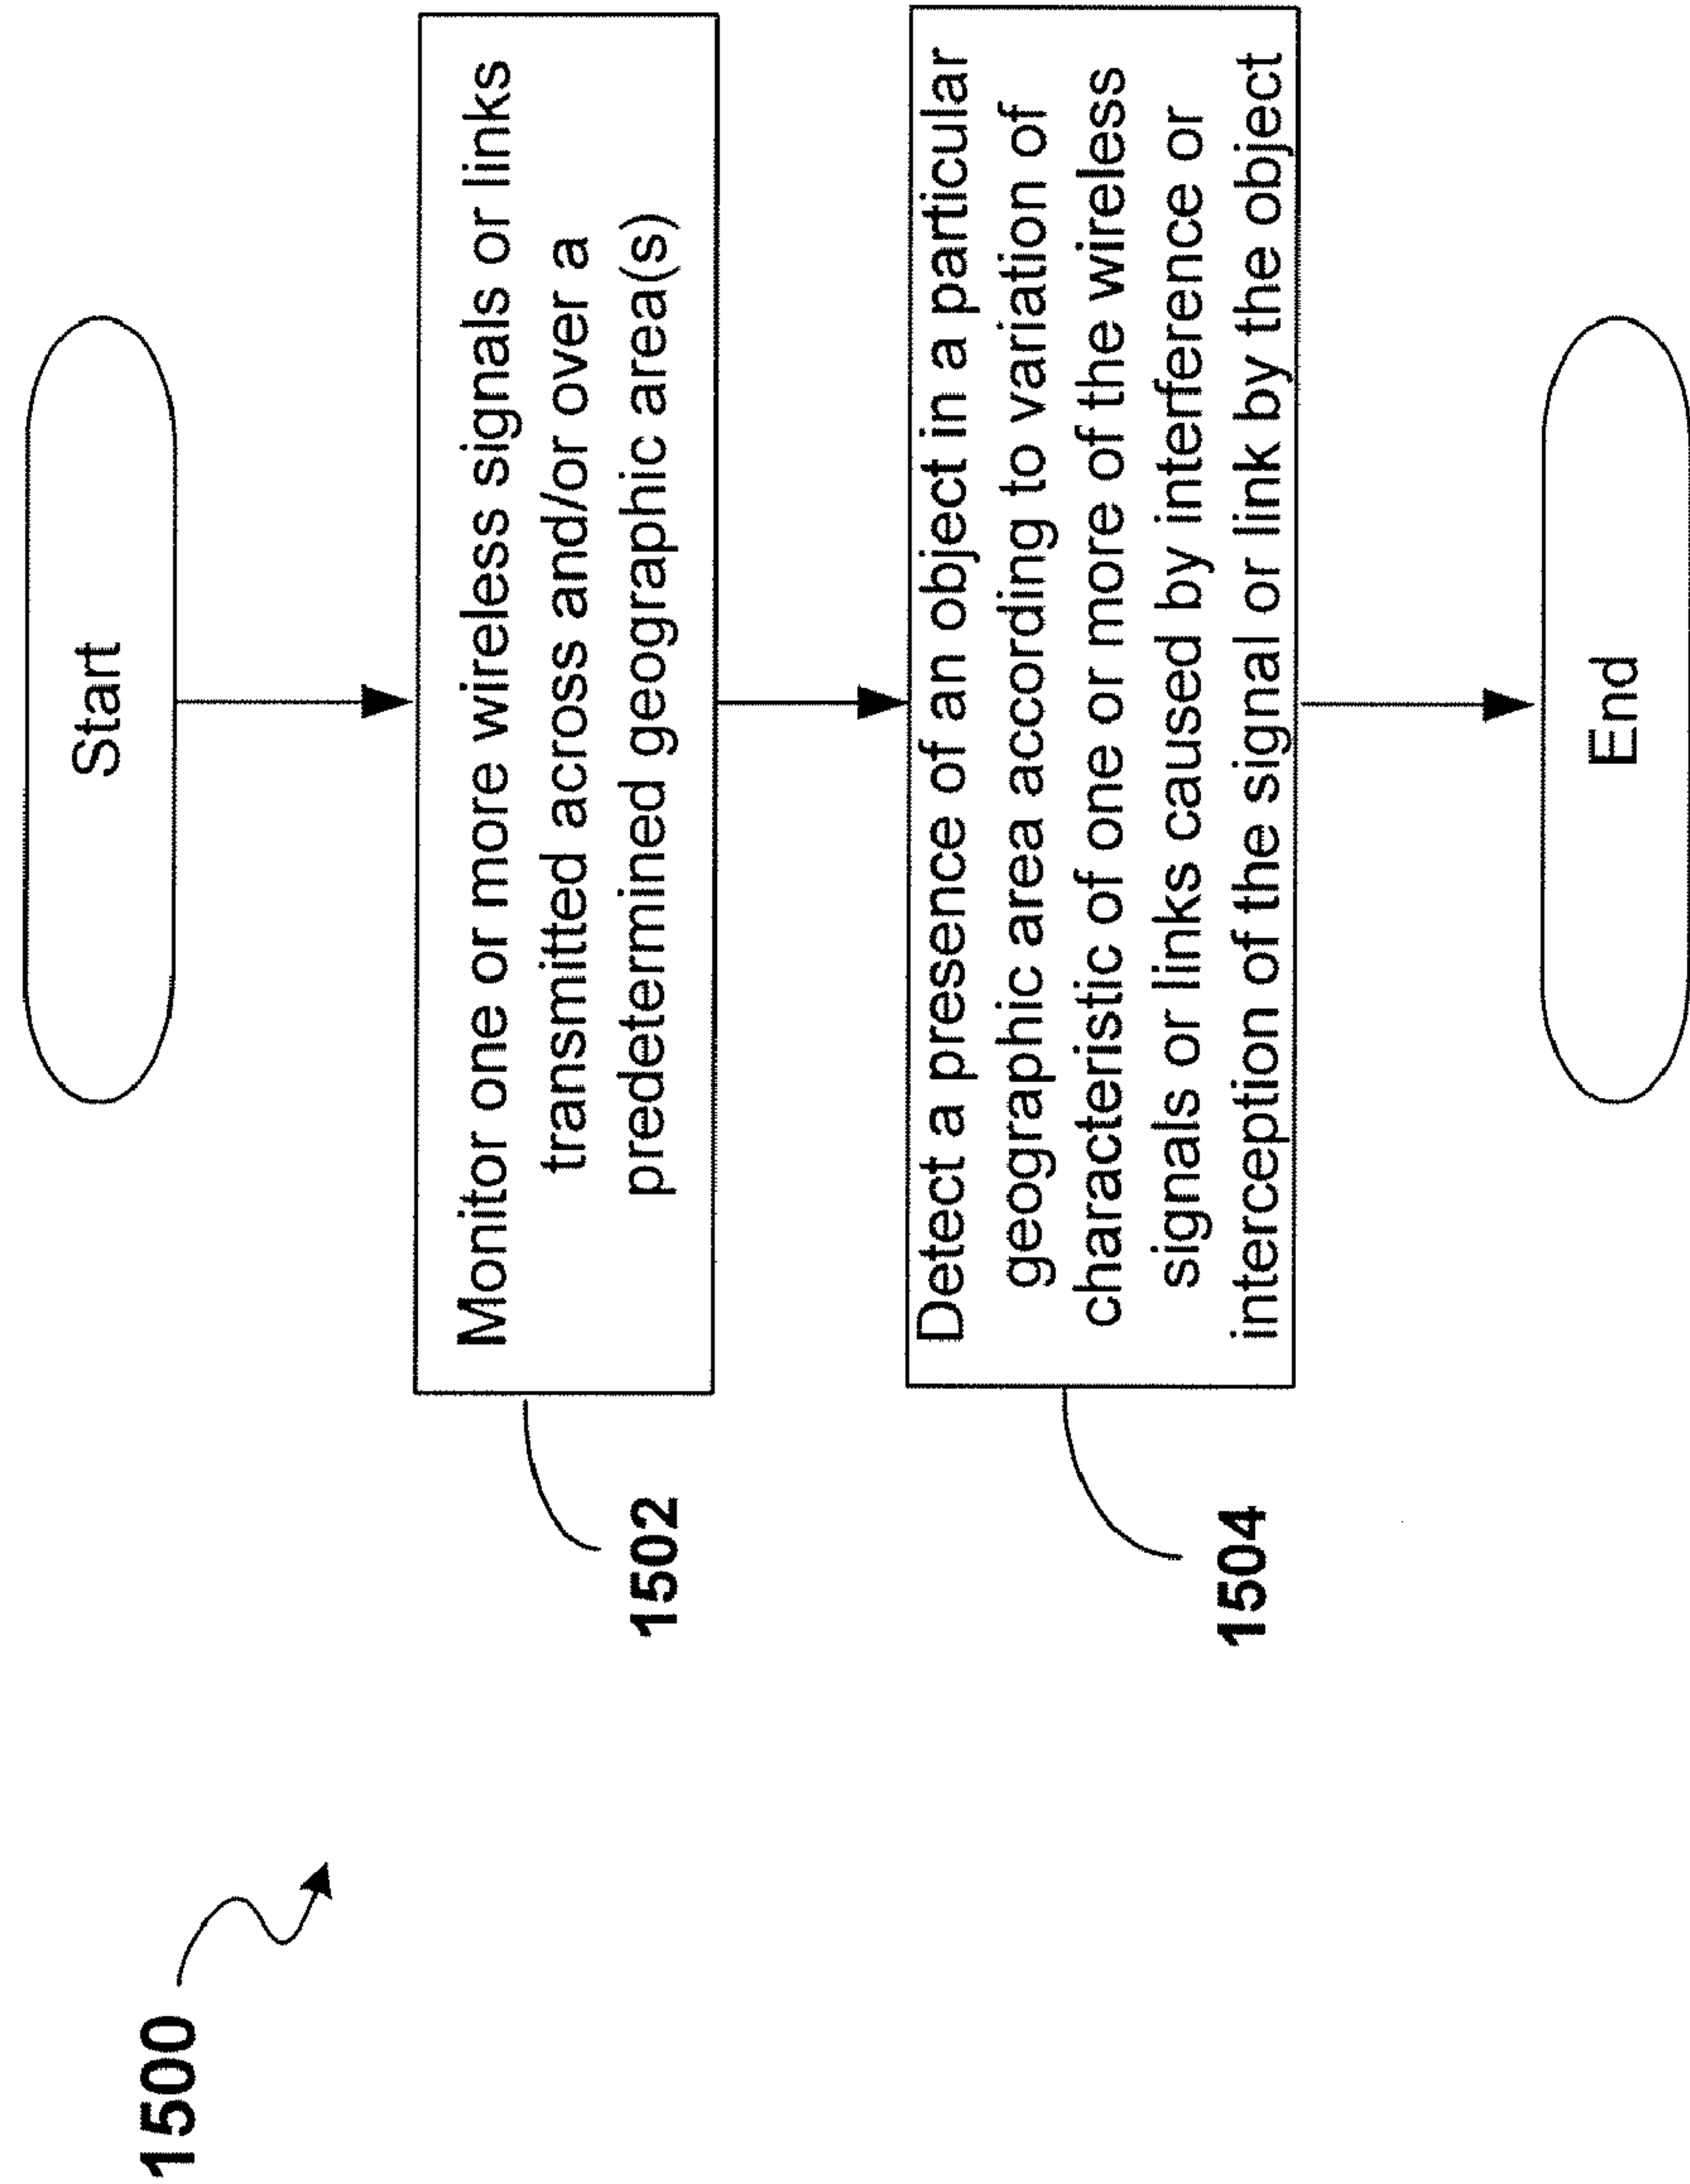 1500
Start
Monitor one or more wireless signals or links
transmitted across and/or over a
predetermined geographic area(s)
1502
Detect a presence of an object in a particular
geographic area according to variation of
characteristic of one or more of the wireless
signals or links caused by interference or
interception of the signal or link by the object
1504
End